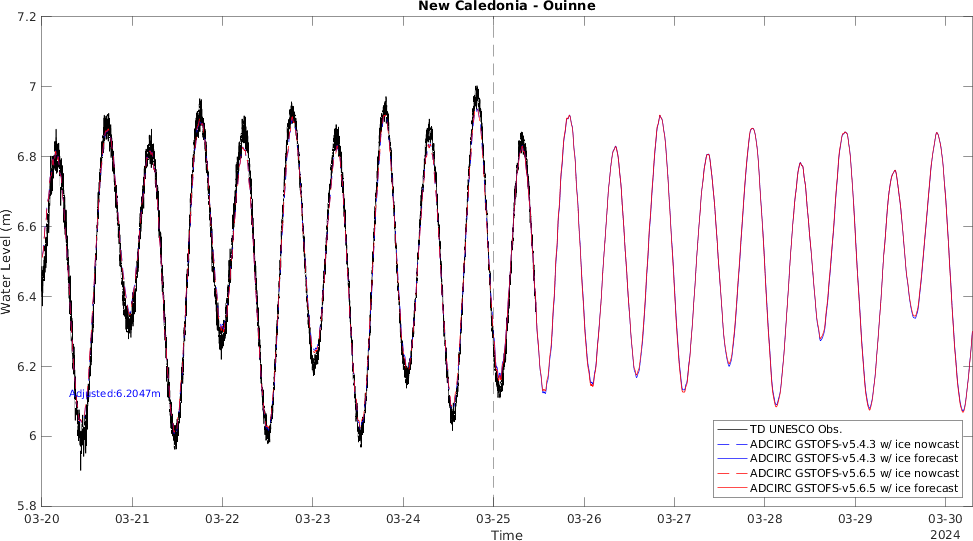 New Caledonia - Ouinne
Water Level (m)
7.2
7
6.8
6.6
6.4
6.2
6
5.8
Adjusted:6.2047m
TD UNESCO Obs.
ADCIRC GSTOFS-v5.4.3 w/ ice nowcast
ADCIRC GSTOFS-v5.4.3 w/ ice forecast
ADCIRC GSTOFS-v5.6.5 w/ ice nowcast
ADCIRC GSTOFS-v5.6.5 w/ ice forecast
03-20 03-21 03-22 03-23 03-24 03-25 03-26 03-27 03-28 03-29 03-30
Time 2024